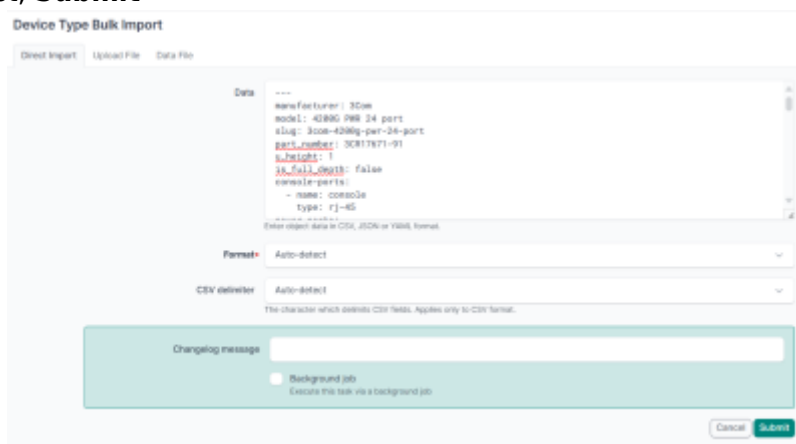 Submit
Device Type Bulk Import
Direct Import Upload File Data File
Data
---
manufacturer: 3Com
model: 4200G PWR 24 port
slug: 3com-4200g-pwr-24-port
part_number: 3CR17671-91
u_height: 1
is_full_depth: false
console-ports:
- name: console
type: rj-45
Enter object data in CSV, JSON or YAML format.
Format* Auto-detect
CSV delimiter Auto-detect
The character which delimits CSV fields. Applies only to CSV format.
Changelog message
Background job
Execute this task via a background job
Cancel Submit